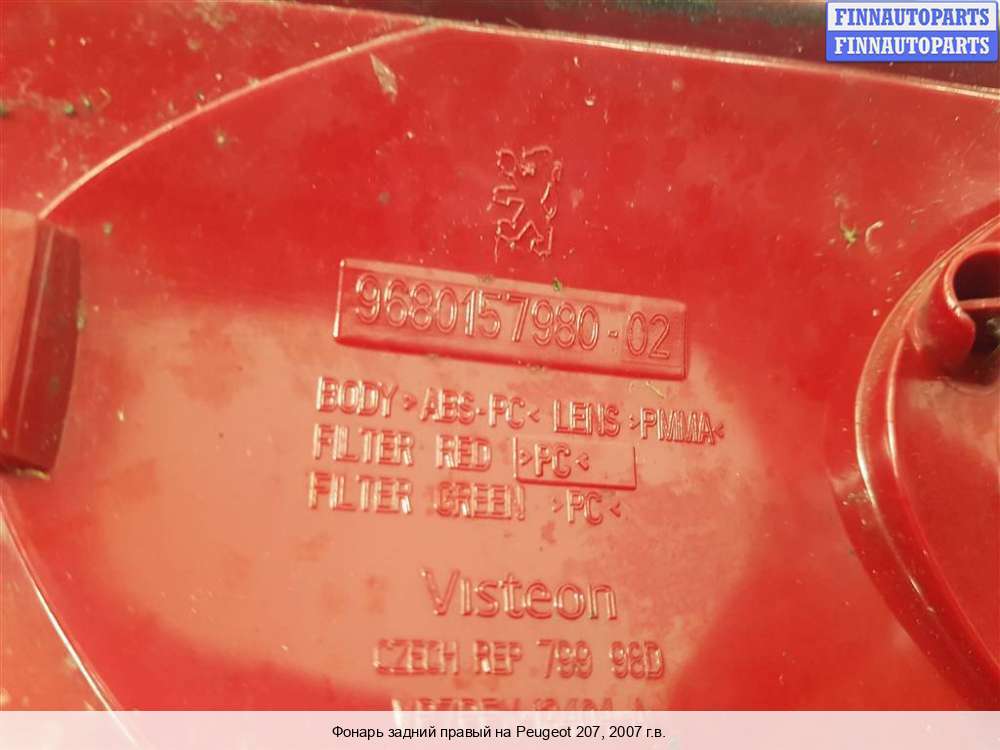 FINNAUTOPARTS
FINNAUTOPARTS
9680157980-02
BODY >ABS-PC< LENS >PMMA<
FILTER RED >PC<
FILTER GREEN >PC<
Visteon
CZECH REP 799 98D
Фонарь задний правый на Peugeot 207, 2007 г.в.